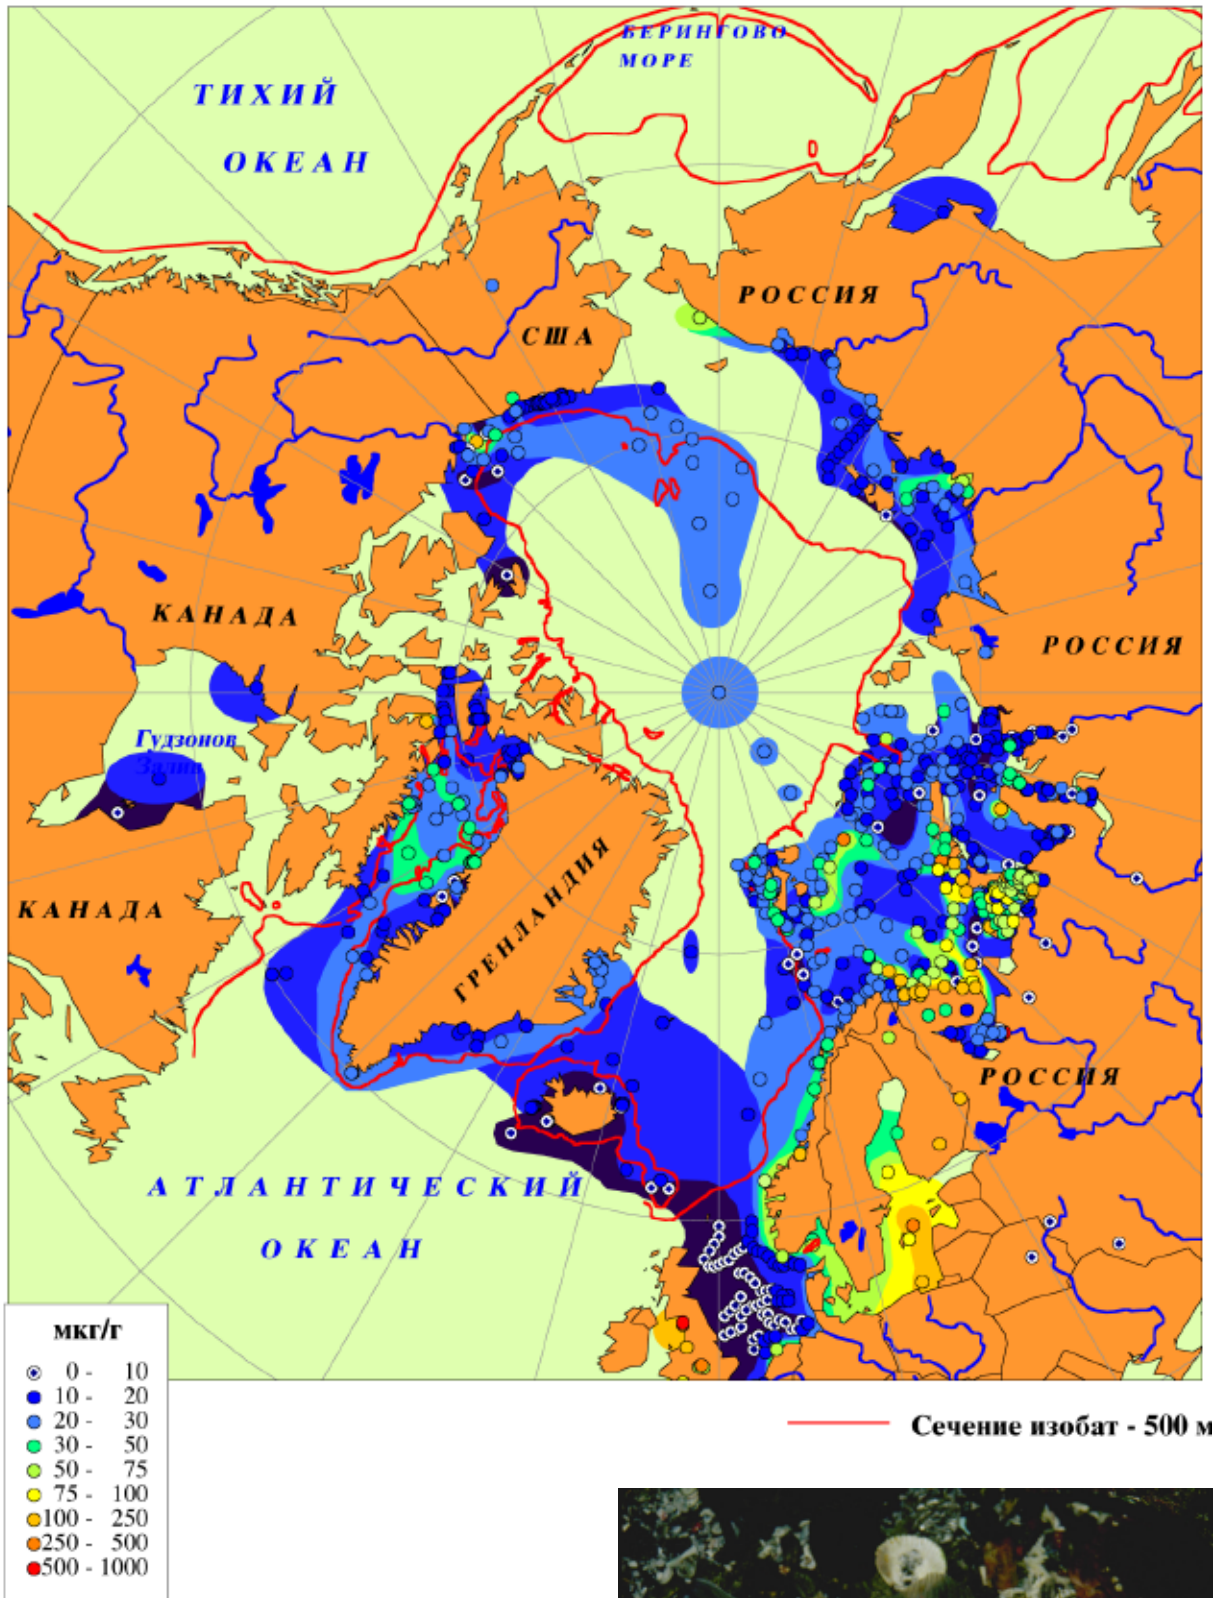 БЕРИНГОВО
МОРЕ
ТИХИЙ
ОКЕАН
РОССИЯ
США
КАНАДА
РОССИЯ
Гудзонов
Залив
КАНАДА
ГРЕНЛАНДИЯ
РОССИЯ
АТЛАНТИЧЕСКИЙ
ОКЕАН
мкг/г
0 - 10
10 - 20
20 - 30
30 - 50
50 - 75
75 - 100
100 - 250
250 - 500
500 - 1000
Сечение изобат - 500 м